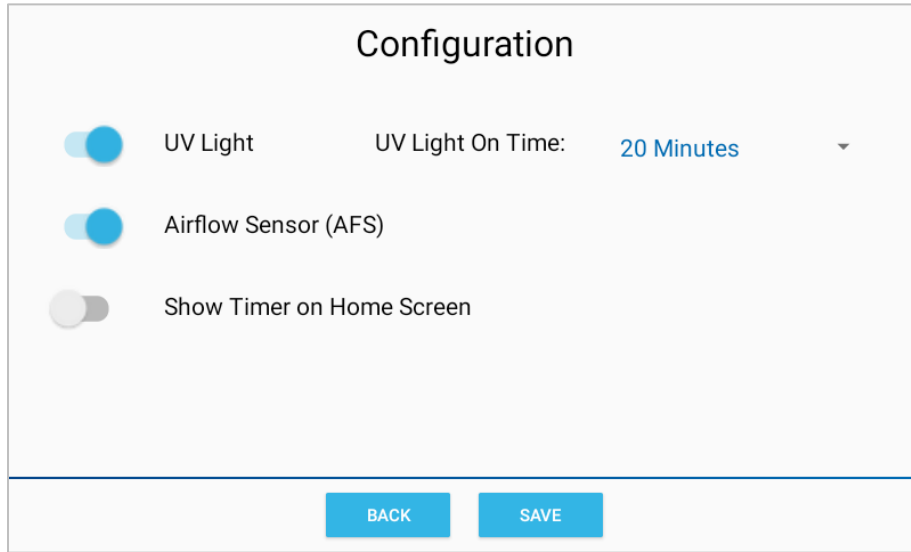 Configuration
UV Light UV Light On Time: 20 Minutes
Airflow Sensor (AFS)
Show Timer on Home Screen
BACK SAVE